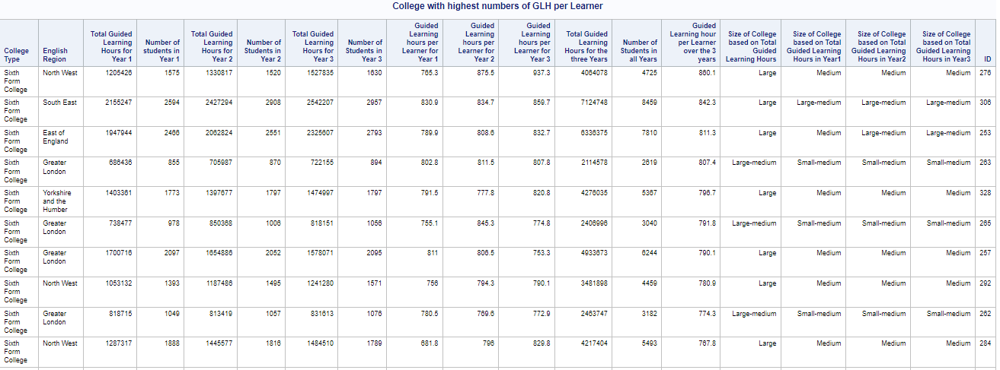 College with highest numbers of GLH per Learner
College
Type
English
Region
Total Guided
Learning
Hours for
Year 1
Number of
students in
Year 1
Total Guided
Learning
Hours for
Year 2
Number of
Students in
Year 2
Total Guided
Learning
Hours for
Year 3
Number of
Students in
Year 3
Guided
Learning
hours per
Learner for
Year 1
Guided
Learning
hours per
Learner for
Year 2
Guided
Learning
hours per
Learner for
Year 3
Total Guided
Learning
Hours for the
three Years
Number of
Students in
all Years
Guided
Learning hour
per Learner
over the 3
years
Size of College
based on Total
Guided
Learning Hours
Size of College
based on Total
Guided Learning
Hours in Year1
Size of College
based on Total
Guided Learning
Hours in Year2
Size of College
based on Total
Guided Learning
Hours in Year3
ID
Sixth North West 1205426 1575 1330817 1520 1527835 1630 765.3 875.5 937.3 4064078 4725 860.1 Large Medium Medium Medium 276
Form
College
Sixth South East 2155247 2594 2427294 2908 2542207 2957 830.9 834.7 859.7 7124748 8459 842.3 Large Large-medium Large-medium Large-medium 306
Form
College
Sixth East of 1947944 2466 2062824 2551 2325607 2793 789.9 808.6 832.7 6336375 7810 811.3 Large Medium Large-medium Large-medium 253
Form England
College
Sixth Greater 686436 855 705987 870 722155 894 802.8 811.5 807.8 2114578 2619 807.4 Large-medium Small-medium Small-medium Small-medium 263
Form London
College
Sixth Yorkshire 1403361 1773 1397677 1797 1474997 1797 791.5 777.8 820.8 4276035 5367 796.7 Large Medium Medium Medium 328
Form and the
College Humber
Sixth Greater 738477 978 850368 1006 818151 1056 755.1 845.3 774.8 2406996 3040 791.8 Large-medium Small-medium Small-medium Small-medium 265
Form London
College
Sixth Greater 1700716 2097 1654886 2052 1578071 2095 811 806.5 753.3 4933673 6244 790.1 Large Medium Medium Medium 257
Form London
College
Sixth North West 1053132 1393 1187486 1495 1241280 1571 756 794.3 790.1 3481898 4459 780.9 Large Medium Medium Medium 292
Form
College
Sixth Greater 818715 1049 813419 1057 831613 1076 780.5 769.6 772.9 2463747 3182 774.3 Large-medium Small-medium Small-medium Small-medium 262
Form London
College
Sixth North West 1287317 1888 1445577 1816 1484510 1789 681.8 796 829.8 4217404 5493 767.8 Large Medium Medium Medium 284
Form
College